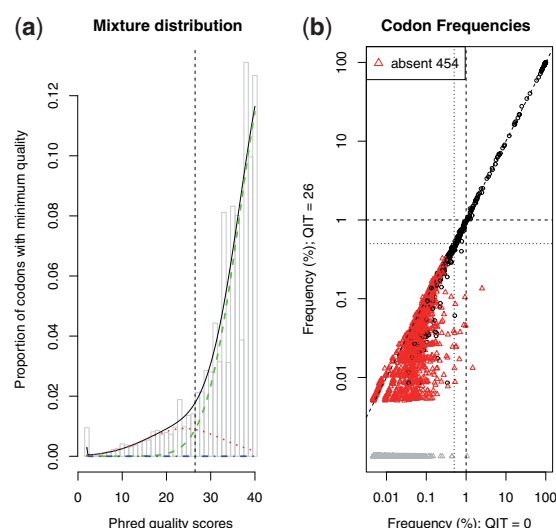 (a) Mixture distribution
Proportion of codons with minimum quality
0.12
0.10
0.08
0.06
0.04
0.02
0.00
0 10 20 30 40
Phred quality scores
(b) Codon Frequencies
absent 454
Frequency (%); QIT = 26
100
10
1
0.1
0.01
0.01 0.1 1 10 100
Frequency (%); QIT = 0